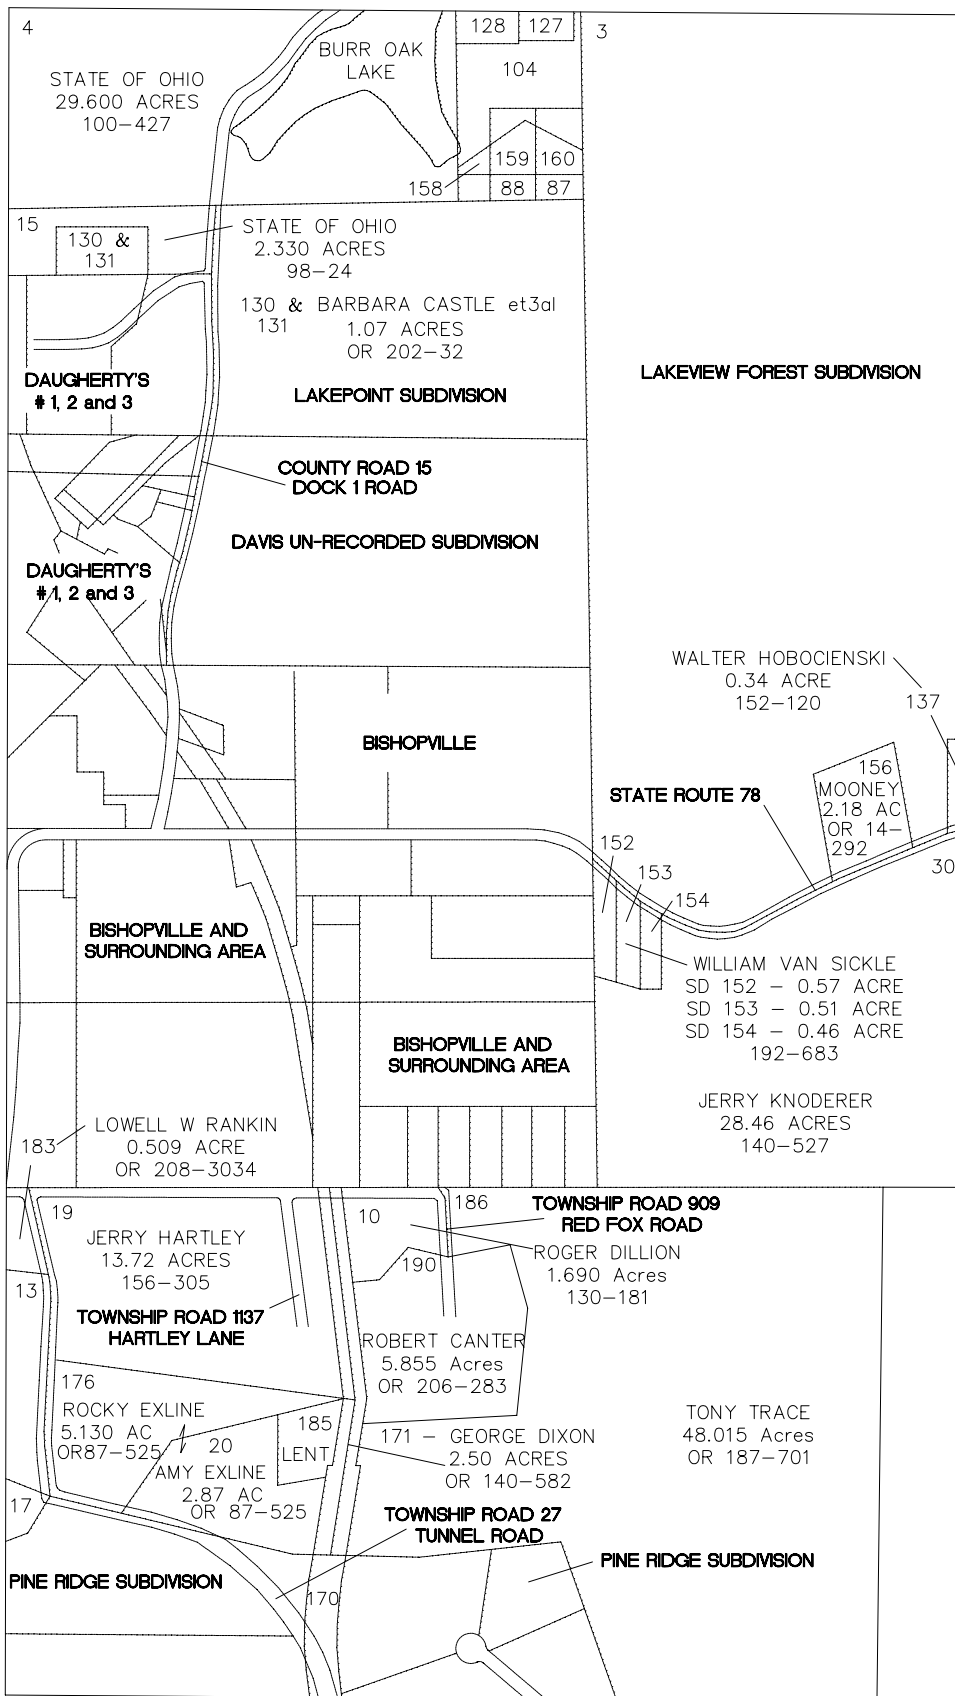 4
STATE OF OHIO
29.600 ACRES
100-427
BURR OAK
LAKE
128
127
3
104
159
160
158
88
87
15
130 &
131
STATE OF OHIO
2.330 ACRES
98-24
130 & BARBARA CASTLE et3al
131
1.07 ACRES
OR 202-32
DAUGHERTY'S
# 1, 2 and 3
LAKEPOINT SUBDIVISION
LAKEVIEW FOREST SUBDIVISION
COUNTY ROAD 15
DOCK 1 ROAD
DAVIS UN-RECORDED SUBDIVISION
DAUGHERTY'S
# 1, 2 and 3
WALTER HOBOCIENSKI
0.34 ACRE
152-120
137
BISHOPVILLE
STATE ROUTE 78
156
MOONEY
2.18 AC
OR 14-
292
30
152
153
154
BISHOPVILLE AND
SURROUNDING AREA
WILLIAM VAN SICKLE
SD 152 - 0.57 ACRE
SD 153 - 0.51 ACRE
SD 154 - 0.46 ACRE
192-683
BISHOPVILLE AND
SURROUNDING AREA
JERRY KNODERER
28.46 ACRES
140-527
183
LOWELL W RANKIN
0.509 ACRE
OR 208-3034
19
JERRY HARTLEY
13.72 ACRES
156-305
10
186
TOWNSHIP ROAD 909
RED FOX ROAD
190
ROGER DILLION
1.690 Acres
130-181
13
TOWNSHIP ROAD 1137
HARTLEY LANE
ROBERT CANTER
5.855 Acres
OR 206-283
176
ROCKY EXLINE
5.130 AC
OR87-525
20
AMY EXLINE
2.87 AC
OR 87-525
185
LENT
171 - GEORGE DIXON
2.50 ACRES
OR 140-582
TONY TRACE
48.015 Acres
OR 187-701
17
TOWNSHIP ROAD 27
TUNNEL ROAD
PINE RIDGE SUBDIVISION
PINE RIDGE SUBDIVISION
170